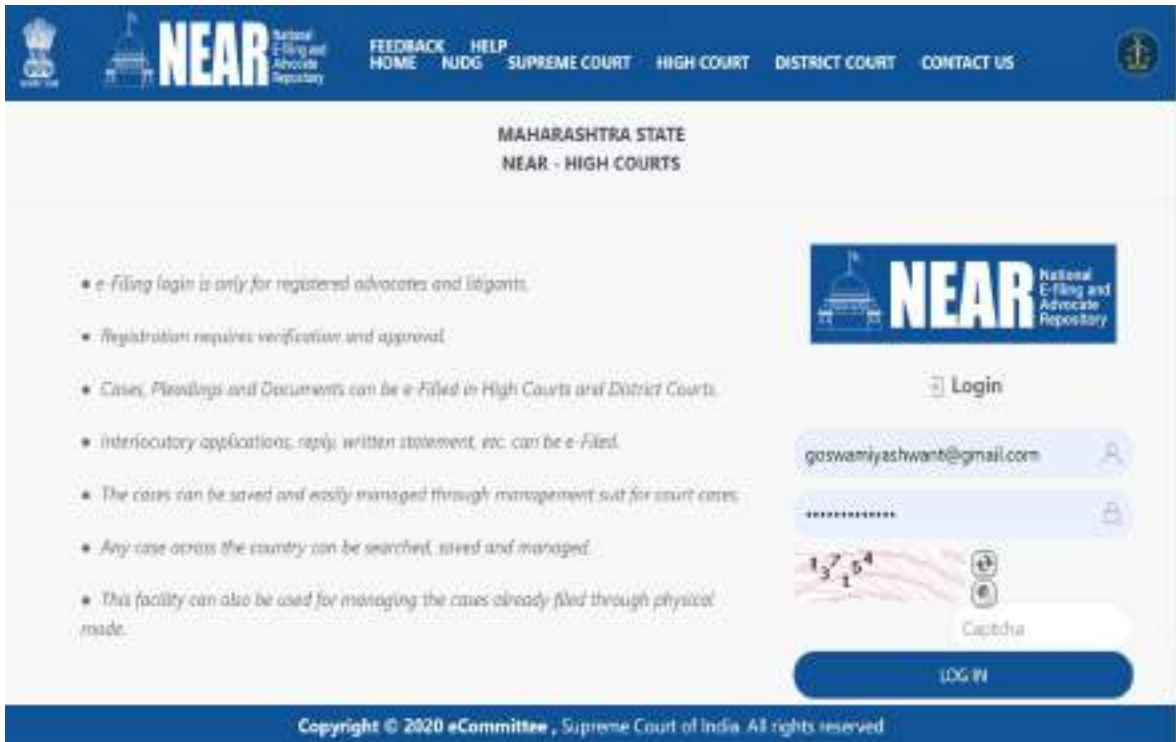 NEAR National E-filing and Advocate Repository
FEEDBACK HELP
HOME NJDG SUPREME COURT HIGH COURT DISTRICT COURT CONTACT US
MAHARASHTRA STATE
NEAR - HIGH COURTS
• e-Filing login is only for registered advocates and litigants.
• Registration requires verification and approval.
• Cases, Pleadings and Documents can be e-Filled in High Courts and District Courts.
• Interlocutory applications, reply, written statement, etc. can be e-Filed.
• The cases can be saved and easily managed through management suit for court cases.
• Any case across the country can be searched, saved and managed.
• This facility can also be used for managing the cases already filed through physical
made.
NEAR National
E-filing and
Advocate
Repository
Login
goswamiyashwant@gmail.com
•••••••••••••
137154
Captcha
LOG IN
Copyright © 2020 eCommittee , Supreme Court of India. All rights reserved